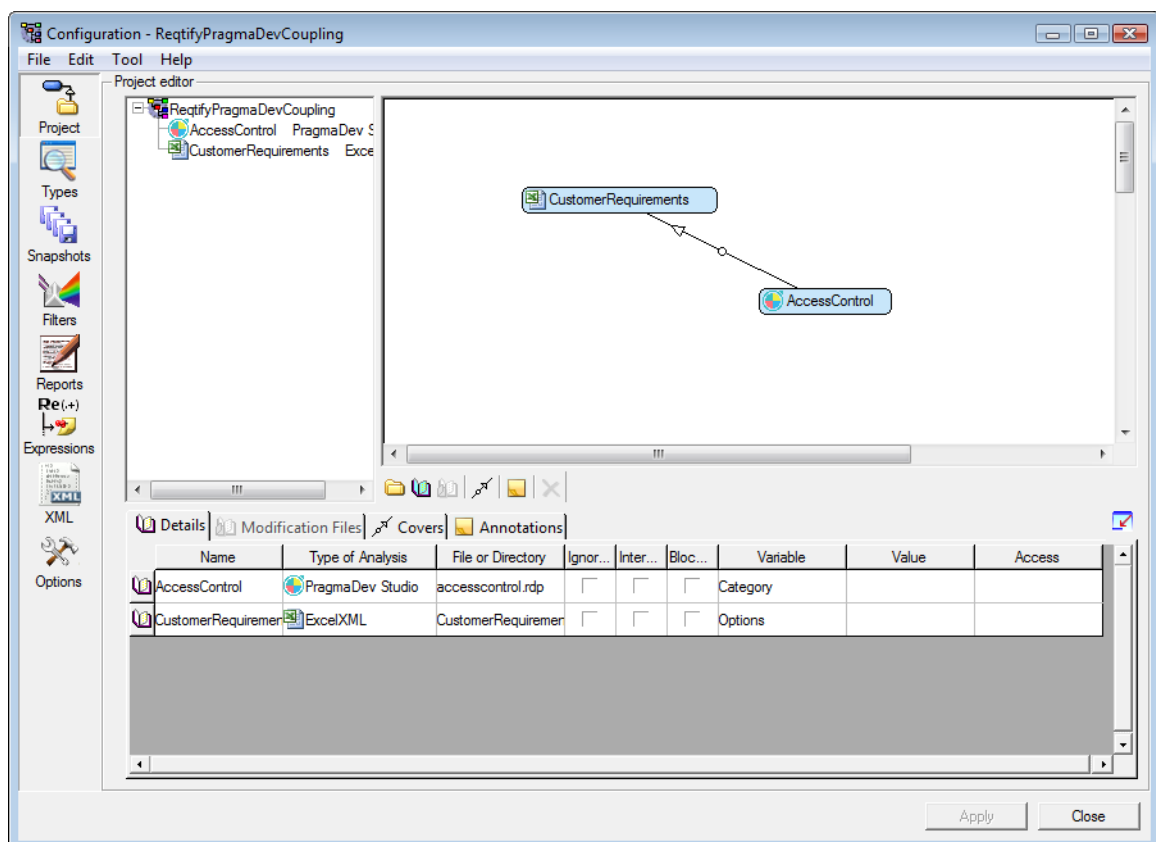 Configuration - ReqtifyPragmaDevCoupling
File Edit Tool Help
Project editor
Project
Types
Snapshots
Filters
Reports
Re(.+)
Expressions
XML
XML
Options
ReqtifyPragmaDevCoupling
AccessControl PragmaDev S
CustomerRequirements Exce
CustomerRequirements
AccessControl
Details Modification Files Covers Annotations
Name Type of Analysis File or Directory Ignor... Inter... Bloc... Variable Value Access
AccessControl PragmaDev Studio accesscontrol.rdp Category
CustomerRequiremer ExcelXML CustomerRequiremer Options
Apply Close